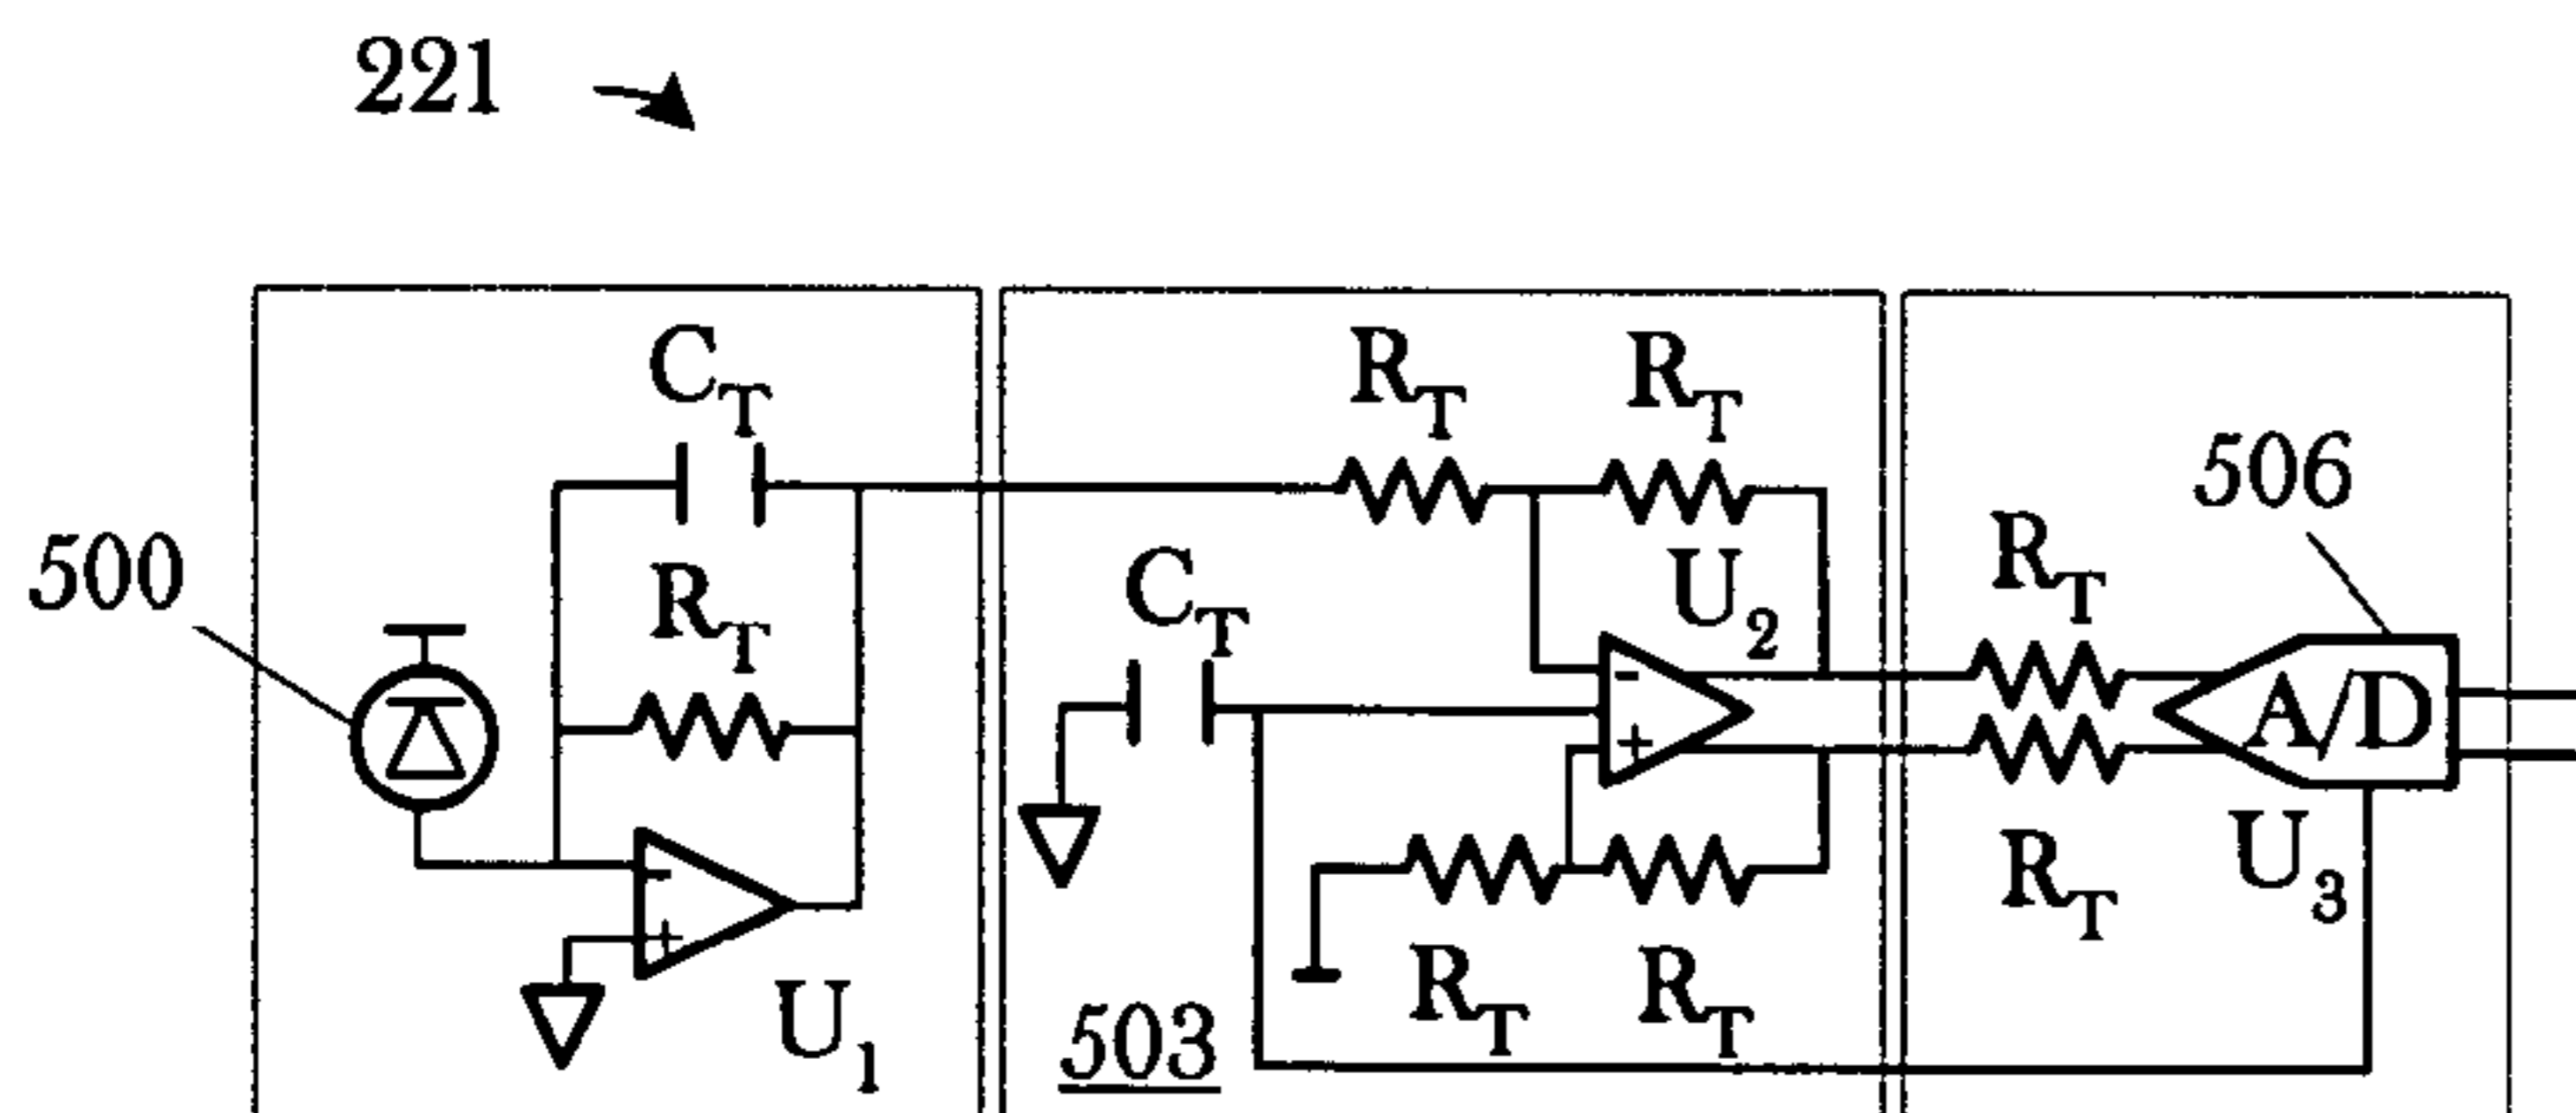 221
C_T
R_T R_T
506
500
R_T
C_T
U_2
R_T
- 
+
A/D
-
+
U_1
503
R_T R_T
R_T
U_3